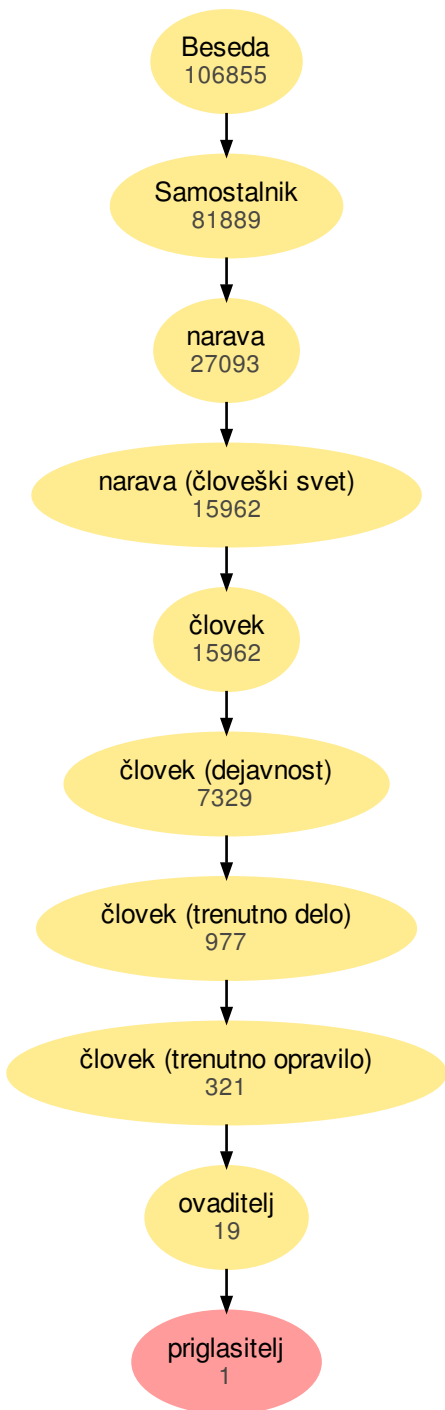 Beseda
106855
Samostalnik
81889
narava
27093
narava (človeški svet)
15962
človek
15962
človek (dejavnost)
7329
človek (trenutno delo)
977
človek (trenutno opravilo)
321
ovaditelj
19
priglasitelj
1